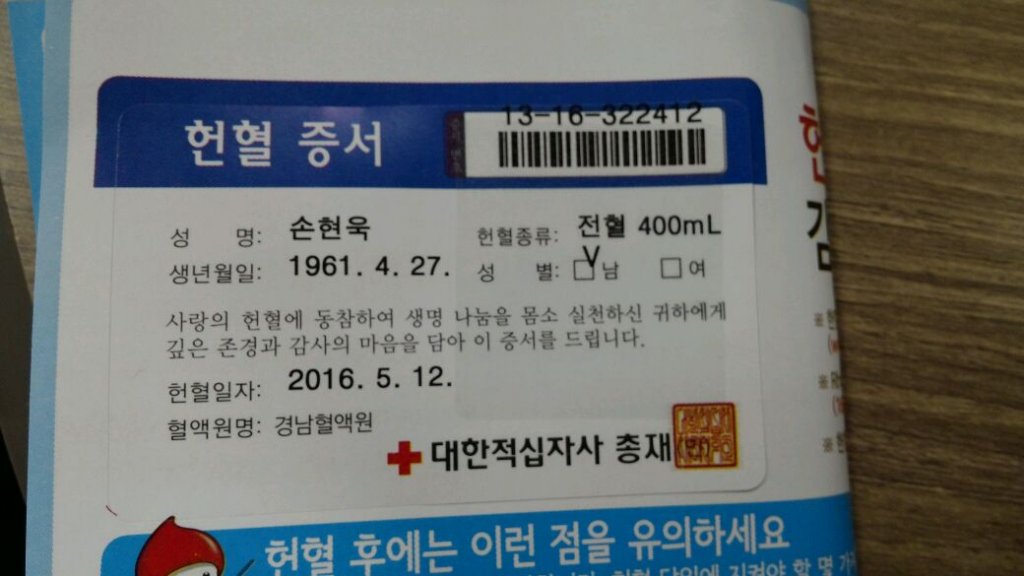 헌혈 증서
13-16-322412
성 명: 손현욱
헌혈종류: 전혈 400mL
생년월일: 1961. 4. 27.
성 별: V 남 여
사랑의 헌혈에 동참하여 생명 나눔을 몸소 실천하신 귀하에게
깊은 존경과 감사의 마음을 담아 이 증서를 드립니다.
헌혈일자: 2016. 5. 12.
혈액원명: 경남혈액원
대한적십자사 총재
헌혈 후에는 이런 점을 유의하세요